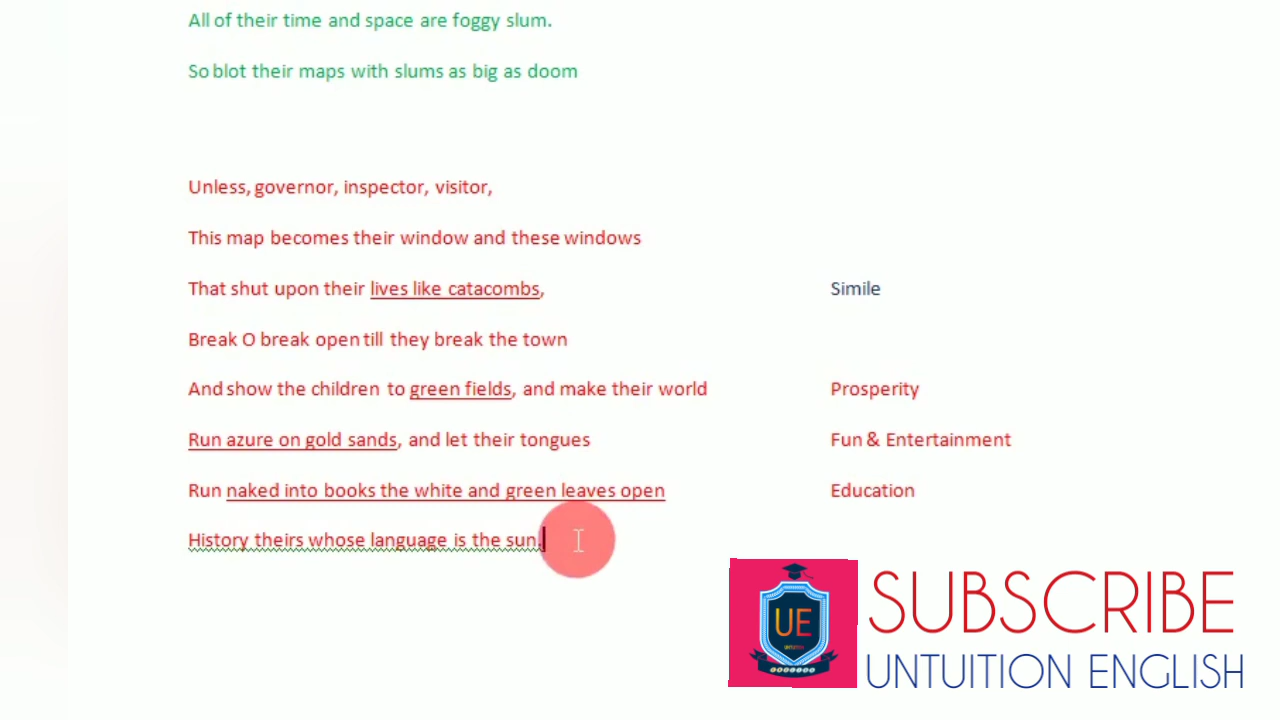 All of their time and space are foggy slum.
So blot their maps with slums as big as doom
Unless, governor, inspector, visitor,
This map becomes their window and these windows
That shut upon their lives like catacombs, Simile
Break O break open till they break the town
And show the children to green fields, and make their world Prosperity
Run azure on gold sands, and let their tongues Fun & Entertainment
Run naked into books the white and green leaves open Education
History theirs whose language is the sun.
UE
SUBSCRIBE
UNTUITION ENGLISH